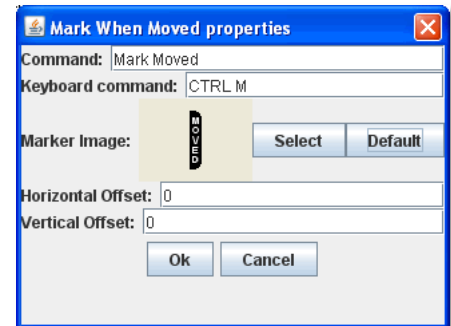 Mark When Moved properties
Command: Mark Moved
Keyboard command: CTRL M
Marker Image: MOVED Select Default
Horizontal Offset: 0
Vertical Offset: 0
Ok Cancel